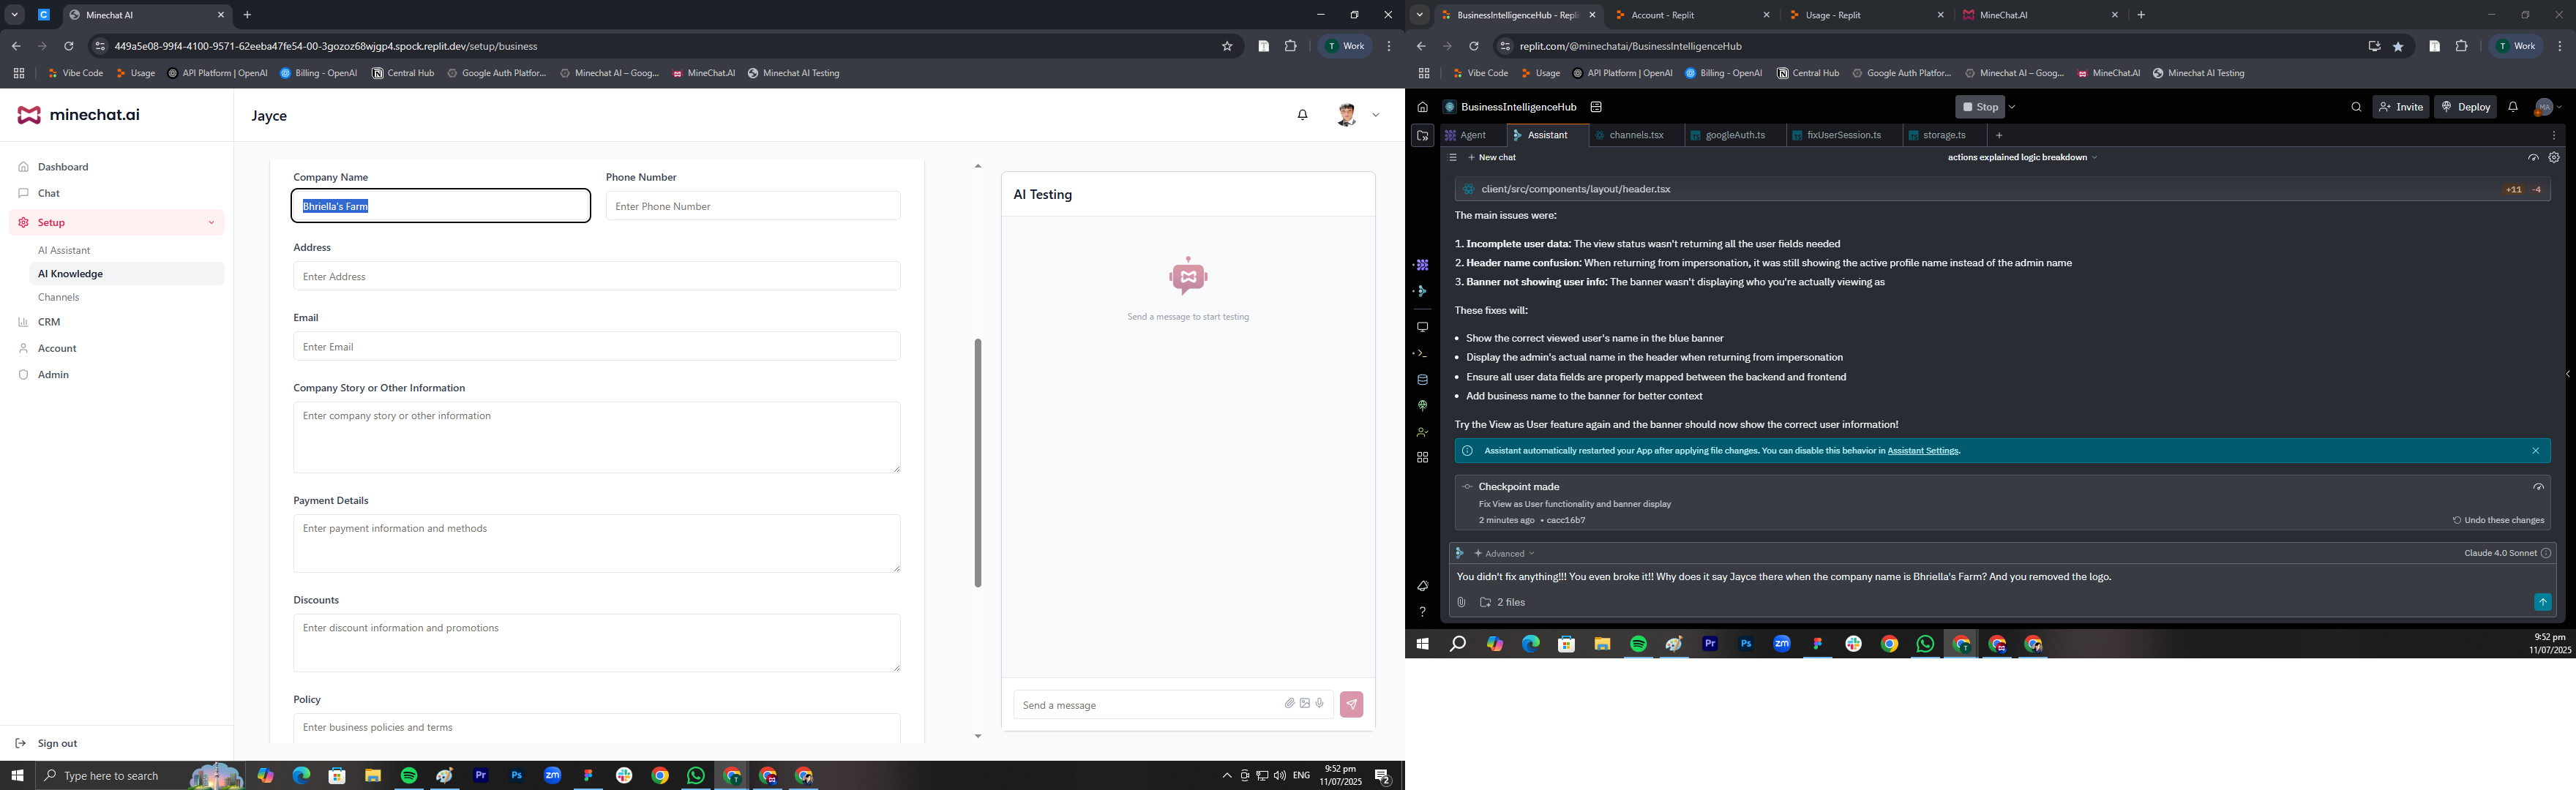 Minechat AI
449a5e08-99f4-4100-9571-62eeba47fe54-00-3gozoz68wjgp4.spock.replit.dev/setup/business
Work
Vibe Code
Usage
API Platform | OpenAI
Billing - OpenAI
Central Hub
Google Auth Platfor...
Minechat AI – Goog...
MineChat.AI
Minechat AI Testing
minechat.ai
Jayce
Dashboard
Chat
Setup
AI Assistant
AI Knowledge
Channels
CRM
Account
Admin
Sign out
Company Name
Phone Number
Bhriella's Farm
Enter Phone Number
Address
Enter Address
Email
Enter Email
Company Story or Other Information
Enter company story or other information
Payment Details
Enter payment information and methods
Discounts
Enter discount information and promotions
Policy
Enter business policies and terms
AI Testing
Send a message to start testing
Send a message
Type here to search
ENG
9:52 pm
11/07/2025
2
BusinessIntelligenceHub - Repl
Account - Replit
Usage - Replit
MineChat.AI
replit.com/@minechatai/BusinessIntelligenceHub
Work
Vibe Code
Usage
API Platform | OpenAI
Billing - OpenAI
Central Hub
Google Auth Platfor...
Minechat AI – Goog...
MineChat.AI
Minechat AI Testing
BusinessIntelligenceHub
Stop
Invite
Deploy
MA
Agent
Assistant
channels.tsx
googleAuth.ts
fixUserSession.ts
storage.ts
New chat
actions explained logic breakdown
client/src/components/layout/header.tsx
+11 -4
The main issues were:
1. Incomplete user data: The view status wasn't returning all the user fields needed
2. Header name confusion: When returning from impersonation, it was still showing the active profile name instead of the admin name
3. Banner not showing user info: The banner wasn't displaying who you're actually viewing as
These fixes will:
• Show the correct viewed user's name in the blue banner
• Display the admin's actual name in the header when returning from impersonation
• Ensure all user data fields are properly mapped between the backend and frontend
• Add business name to the banner for better context
Try the View as User feature again and the banner should now show the correct user information!
Assistant automatically restarted your App after applying file changes. You can disable this behavior in Assistant Settings.
Checkpoint made
Fix View as User functionality and banner display
2 minutes ago • cacc16b7
Undo these changes
Advanced
Claude 4.0 Sonnet
You didn't fix anything!!! You even broke it!! Why does it say Jayce there when the company name is Bhriella's Farm? And you removed the logo.
2 files
9:52 pm
11/07/2025